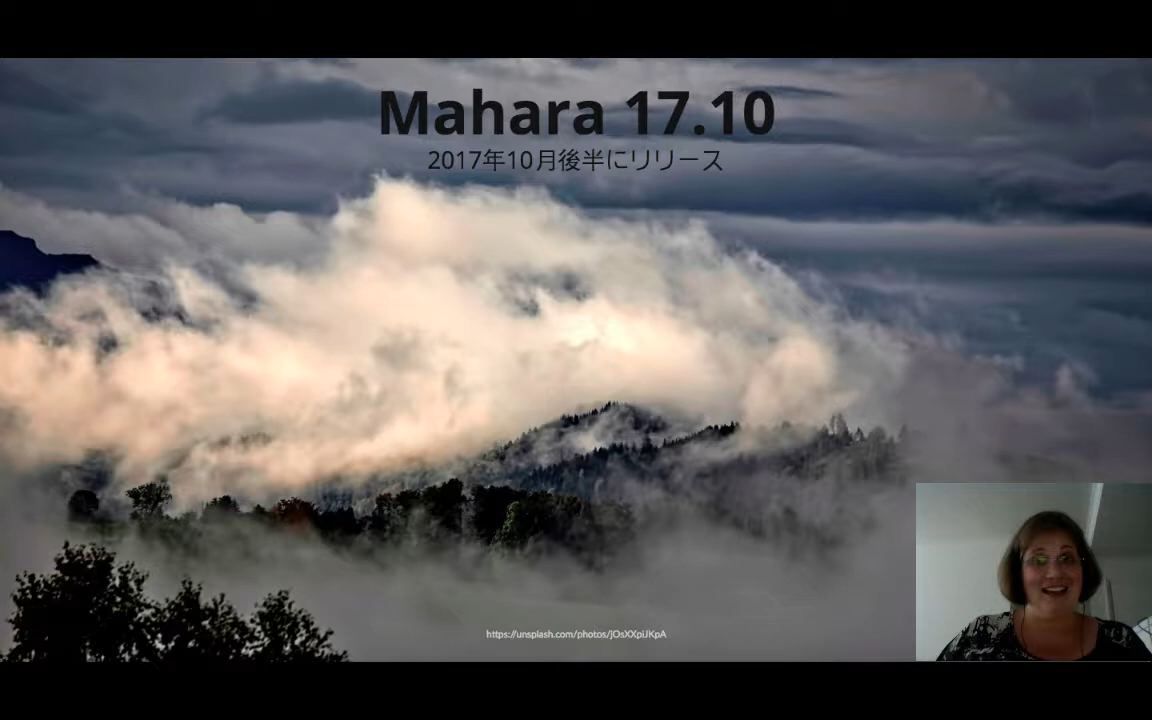 Mahara 17.10
2017年10月後半にリリース
https://unsplash.com/photos/jOsXXpiJKpA